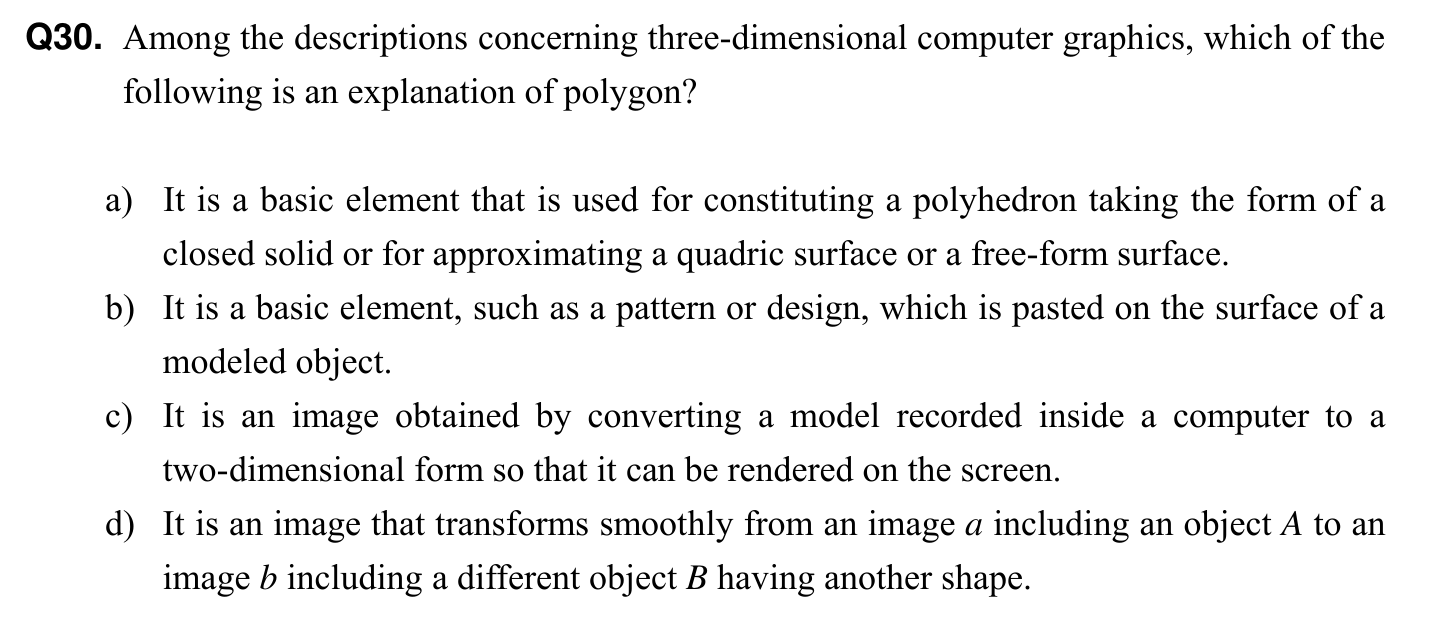 Q30. Among the descriptions concerning three-dimensional computer graphics, which of the
following is an explanation of polygon?
a) It is a basic element that is used for constituting a polyhedron taking the form of a
closed solid or for approximating a quadric surface or a free-form surface.
b) It is a basic element, such as a pattern or design, which is pasted on the surface of a
modeled object.
c) It is an image obtained by converting a model recorded inside a computer to a
two-dimensional form so that it can be rendered on the screen.
d) It is an image that transforms smoothly from an image a including an object A to an
image b including a different object B having another shape.